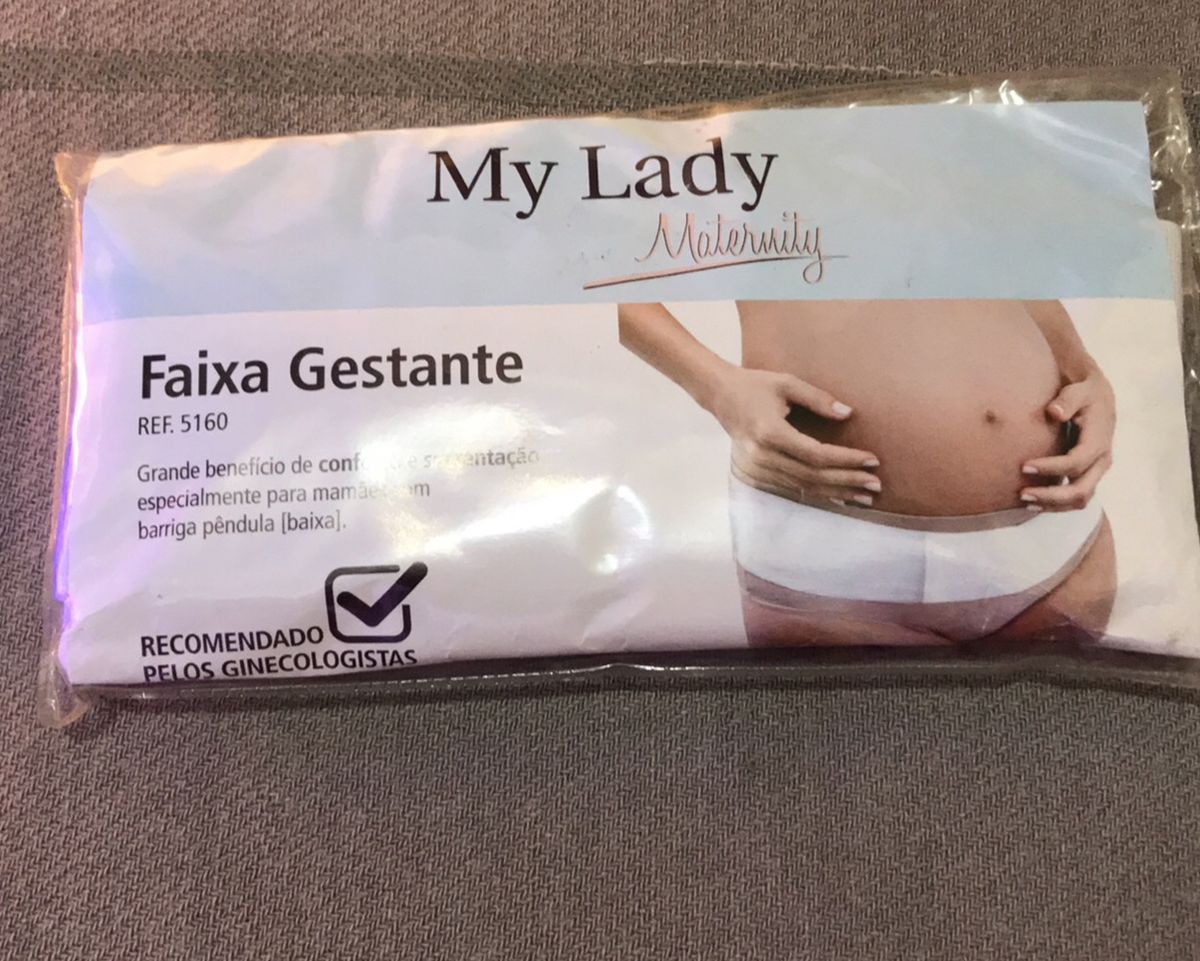 My Lady
Maternity
Faixa Gestante
REF. 5160
Grande benefício de e
especialmente para
barriga pêndula [baixa].
RECOMENDADO
PELOS GINECOLOGISTAS